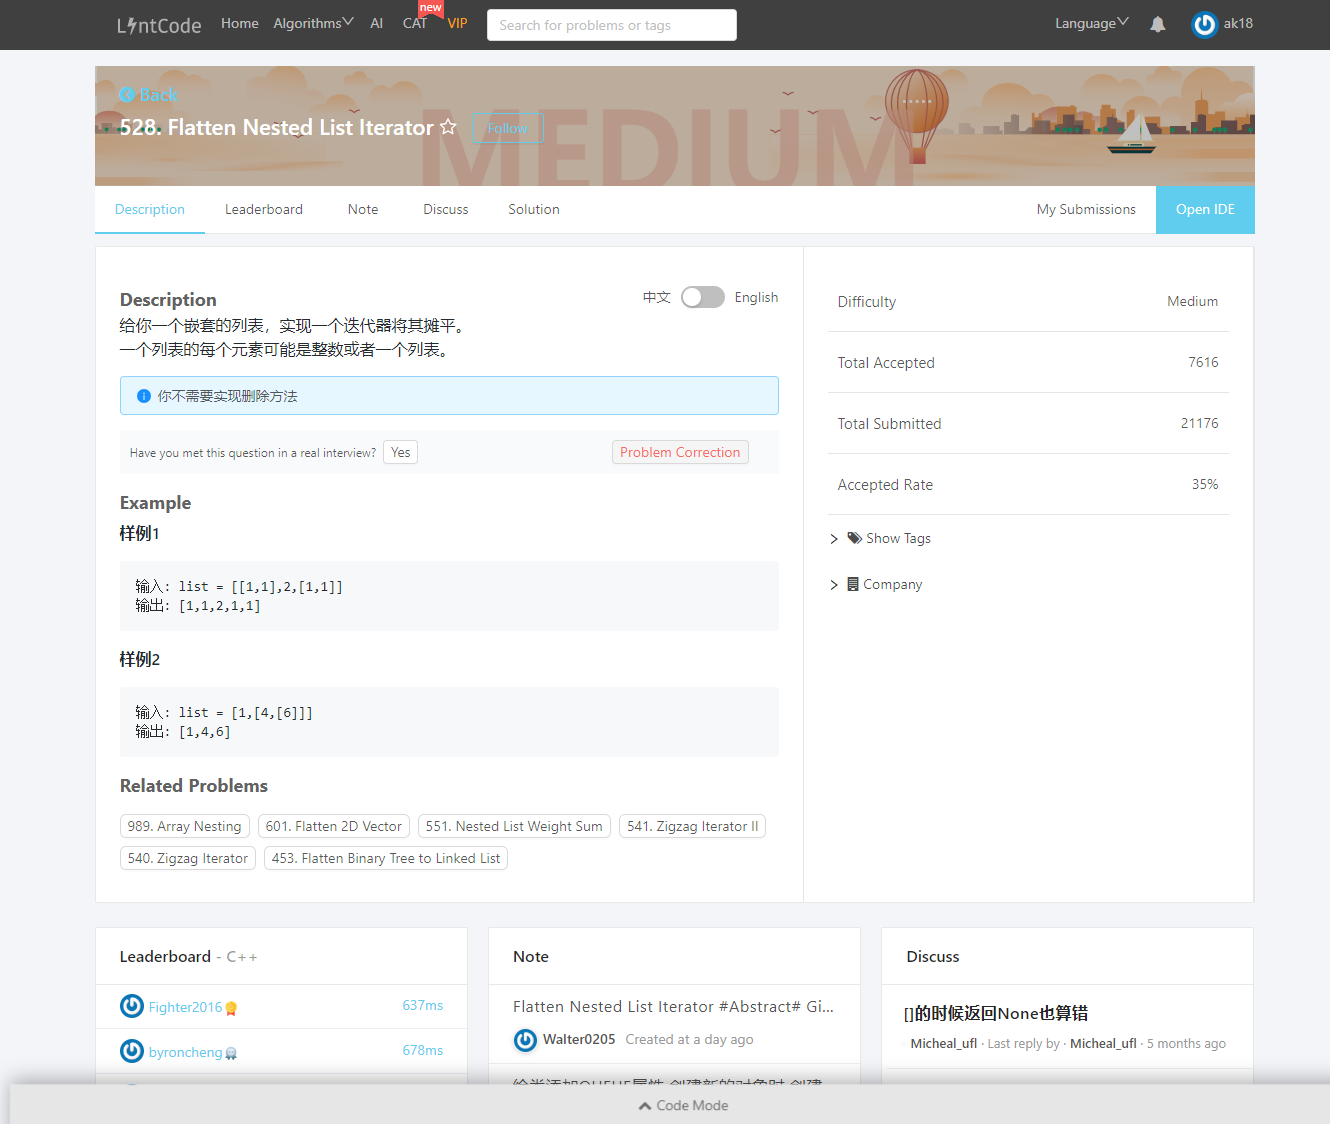 LintCode Home Algorithms AI CAT new VIP Search for problems or tags Language ak18
Back
528. Flatten Nested List Iterator Follow
MEDIUM
Description Leaderboard Note Discuss Solution My Submissions Open IDE
Description 中文 English
给你一个嵌套的列表，实现一个迭代器将其摊平。
一个列表的每个元素可能是整数或者一个列表。
你不需要实现删除方法
Have you met this question in a real interview? Yes Problem Correction
Example
样例1
输入: list = [[1,1],2,[1,1]]
输出: [1,1,2,1,1]
样例2
输入: list = [1,[4,[6]]]
输出: [1,4,6]
Related Problems
989. Array Nesting 601. Flatten 2D Vector 551. Nested List Weight Sum 541. Zigzag Iterator II
540. Zigzag Iterator 453. Flatten Binary Tree to Linked List
Difficulty Medium
Total Accepted 7616
Total Submitted 21176
Accepted Rate 35%
Show Tags
Company
Leaderboard - C++
Fighter2016 637ms
byroncheng 678ms
Note
Flatten Nested List Iterator #Abstract# Gi...
Walter0205 Created at a day ago
Discuss
[]的时候返回None也算错
Micheal_ufl · Last reply by · Micheal_ufl · 5 months ago
Code Mode